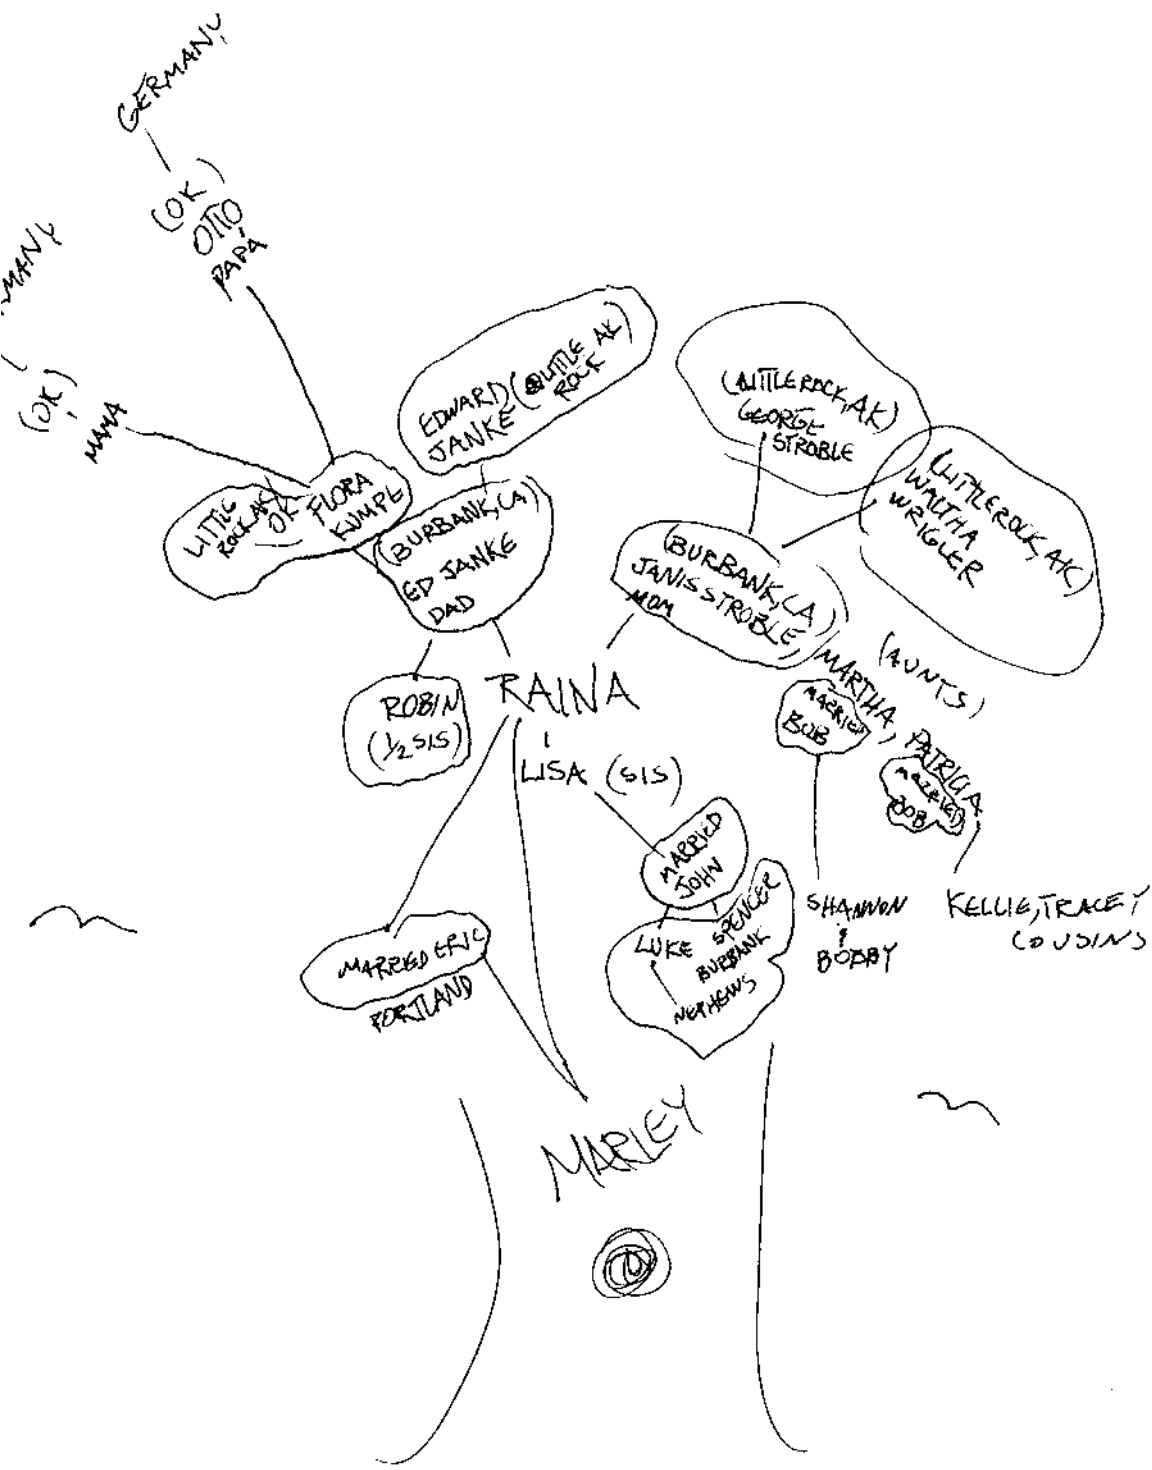 GERMANY
(OK)
OTTO
PAPA
MANY
(OK)
MAMA
EDWARD (LITTLE AK)
JANKE ROCK
(LITTLE ROCK, AK)
GEORGE
STROBLE
(LITTLE ROCK, AK)
WALTHA
WRIGLER
LITTLE
ROCK, AK/
OK
FLORA
KUMPE
(BURBANK, CA)
ED JANKE
DAD
(BURBANK, CA)
JANIS STROBLE,
MOM
MARTHA, PATRICIA
(AUNTS)
MARRIED
BOB
MARRIED
BOB
ROBIN
(1/2 SIS)
RAINA
LISA (SIS)
MARRIED
JOHN
LUKE
SPENCER
BURBANK
NEPHEWS
SHANNON
BOBBY
KELLIE, TRACEY
COUSINS
MARRIED ERIC
PORTLAND
MARLEY